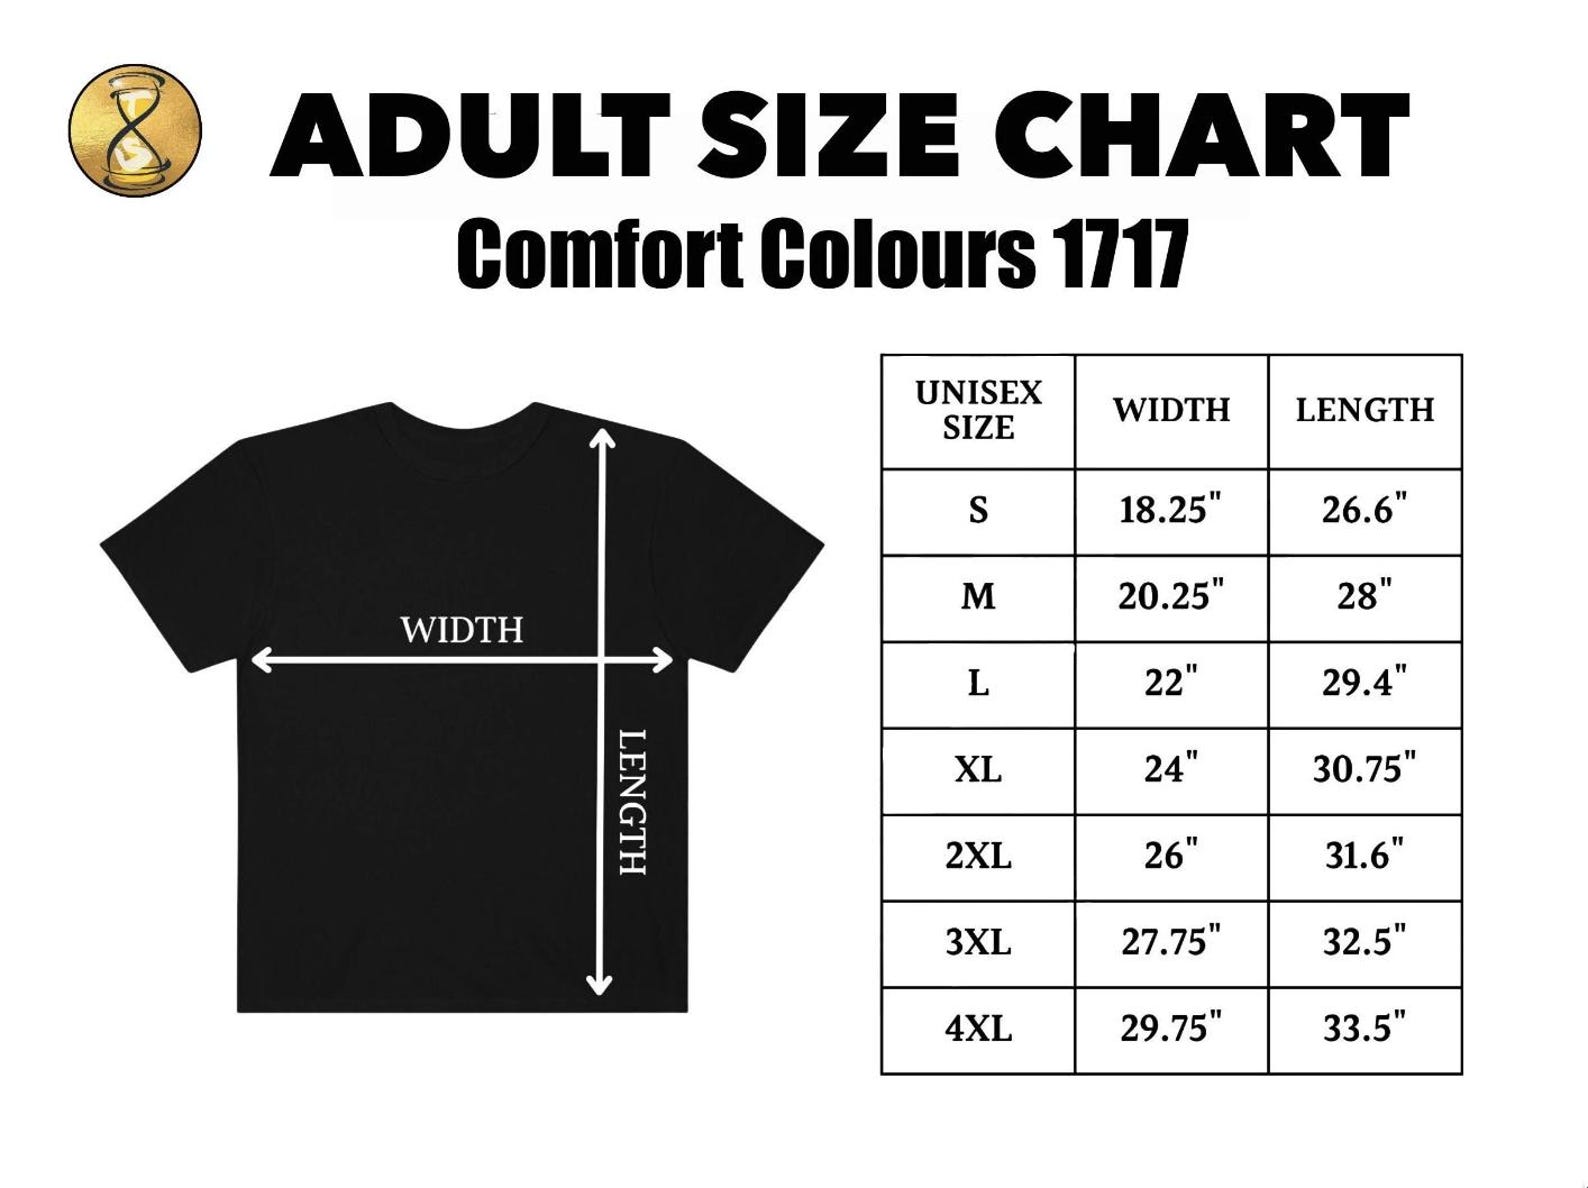 TS
ADULT SIZE CHART
Comfort Colours 1717
WIDTH
LENGTH
UNISEX SIZE WIDTH LENGTH
S 18.25" 26.6"
M 20.25" 28"
L 22" 29.4"
XL 24" 30.75"
2XL 26" 31.6"
3XL 27.75" 32.5"
4XL 29.75" 33.5"